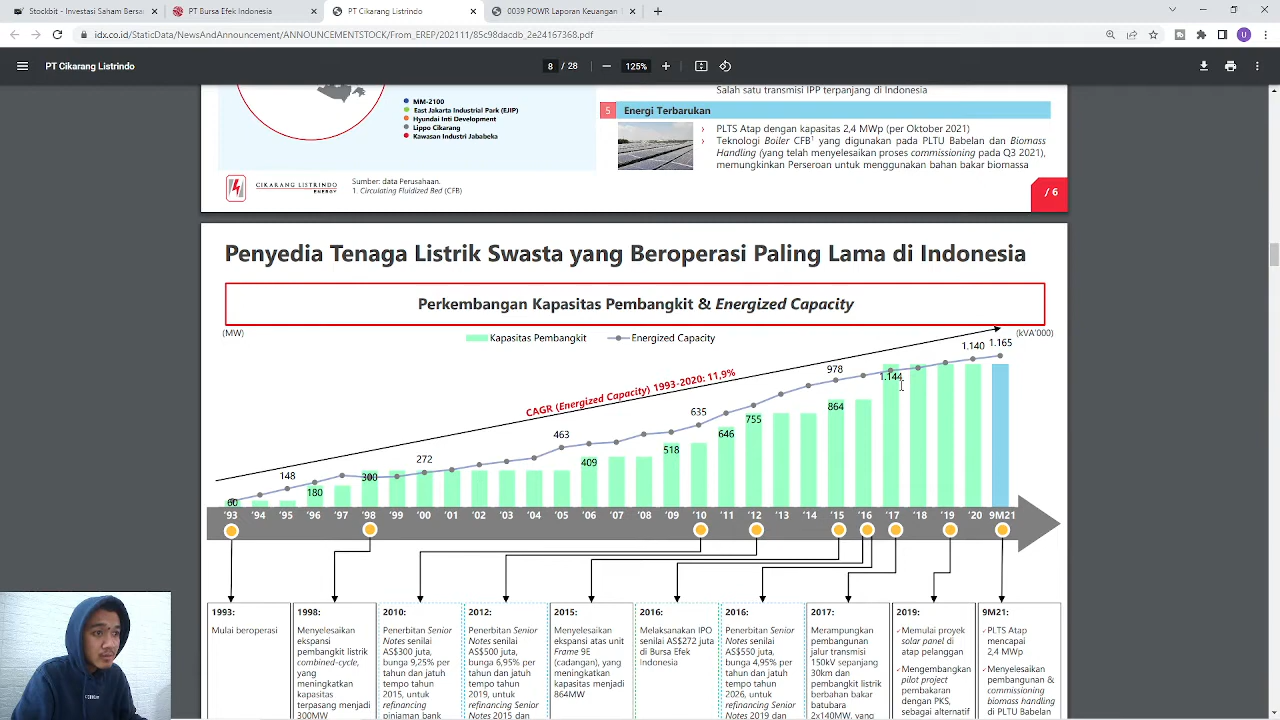 Stockbit - Investasi Saham Bersa
PT Bursa Efek Indonesia
PT Cikarang Listrindo
0039 POWR Laporan Keuangan
idx.co.id/StaticData/NewsAndAnnouncement/ANNOUNCEMENTSTOCK/From_EREP/202111/85c98dacdb_2e24167368.pdf
U
PT Cikarang Listrindo
8 / 28
125%
MM-2100
East Jakarta Industrial Park (EJIP)
Hyundai Inti Development
Lippo Cikarang
Kawasan Industri Jababeka
Salah satu transmisi IPP terpanjang di Indonesia
5 Energi Terbarukan
PLTS Atap dengan kapasitas 2,4 MWp (per Oktober 2021)
Teknologi Boiler CFB¹ yang digunakan pada PLTU Babelan dan Biomass
Handling (yang telah menyelesaikan proses commissioning pada Q3 2021),
memungkinkan Perseroan untuk menggunakan bahan bakar biomassa
CIKARANG LISTRINDO
ENERGY
Sumber: data Perusahaan.
1. Circulating Fluidized Bed (CFB)
/ 6
Penyedia Tenaga Listrik Swasta yang Beroperasi Paling Lama di Indonesia
Perkembangan Kapasitas Pembangkit & Energized Capacity
(MW)
(kVA'000)
Kapasitas Pembangkit
Energized Capacity
CAGR (Energized Capacity) 1993-2020: 11,9%
148
272
463
635
978
1.140
1.165
60
180
300
409
518
646
755
864
1.144
'93 '94 '95 '96 '97 '98 '99 '00 '01 '02 '03 '04 '05 '06 '07 '08 '09 '10 '11 '12 '13 '14 '15 '16 '17 '18 '19 '20 9M21
1993:
Mulai beroperasi
1998:
Menyelesaikan
ekspansi
pembangkit listrik
combined-cycle,
yang
meningkatkan
kapasitas
terpasang menjadi
300MW
2010:
Penerbitan Senior
Notes senilai
AS$300 juta,
bunga 9,25% per
tahun dan jatuh
tempo tahun
2015, untuk
refinancing
pinjaman bank
2012:
Penerbitan Senior
Notes senilai
AS$500 juta,
bunga 6,95% per
tahun dan jatuh
tempo tahun
2019, untuk
refinancing Senior
Notes 2015 dan
2015:
Menyelesaikan
ekspansi atas unit
Frame 9E
(cadangan), yang
meningkatkan
kapasitas menjadi
864MW
2016:
Melaksanakan IPO
senilai AS$272 juta
di Bursa Efek
Indonesia
2016:
Penerbitan Senior
Notes senilai
AS$550 juta,
bunga 4,95% per
tahun dan jatuh
tempo tahun
2026, untuk
refinancing Senior
Notes 2019 dan
2017:
Merampungkan
pembangunan
jalur transmisi
150kV sepanjang
30km dan
pembangkit listrik
berbahan bakar
batubara
2x140MW, yang
2019:
Memulai proyek
solar panel di
atap pelanggan
Mengembangkan
pilot project
pembakaran
dengan PKS,
sebagai alternatif
9M21:
PLTS Atap
mencapai
2,4 MWp
Menyelesaikan
pembangunan &
commissioning
biomass handling
di PLTU Babelan